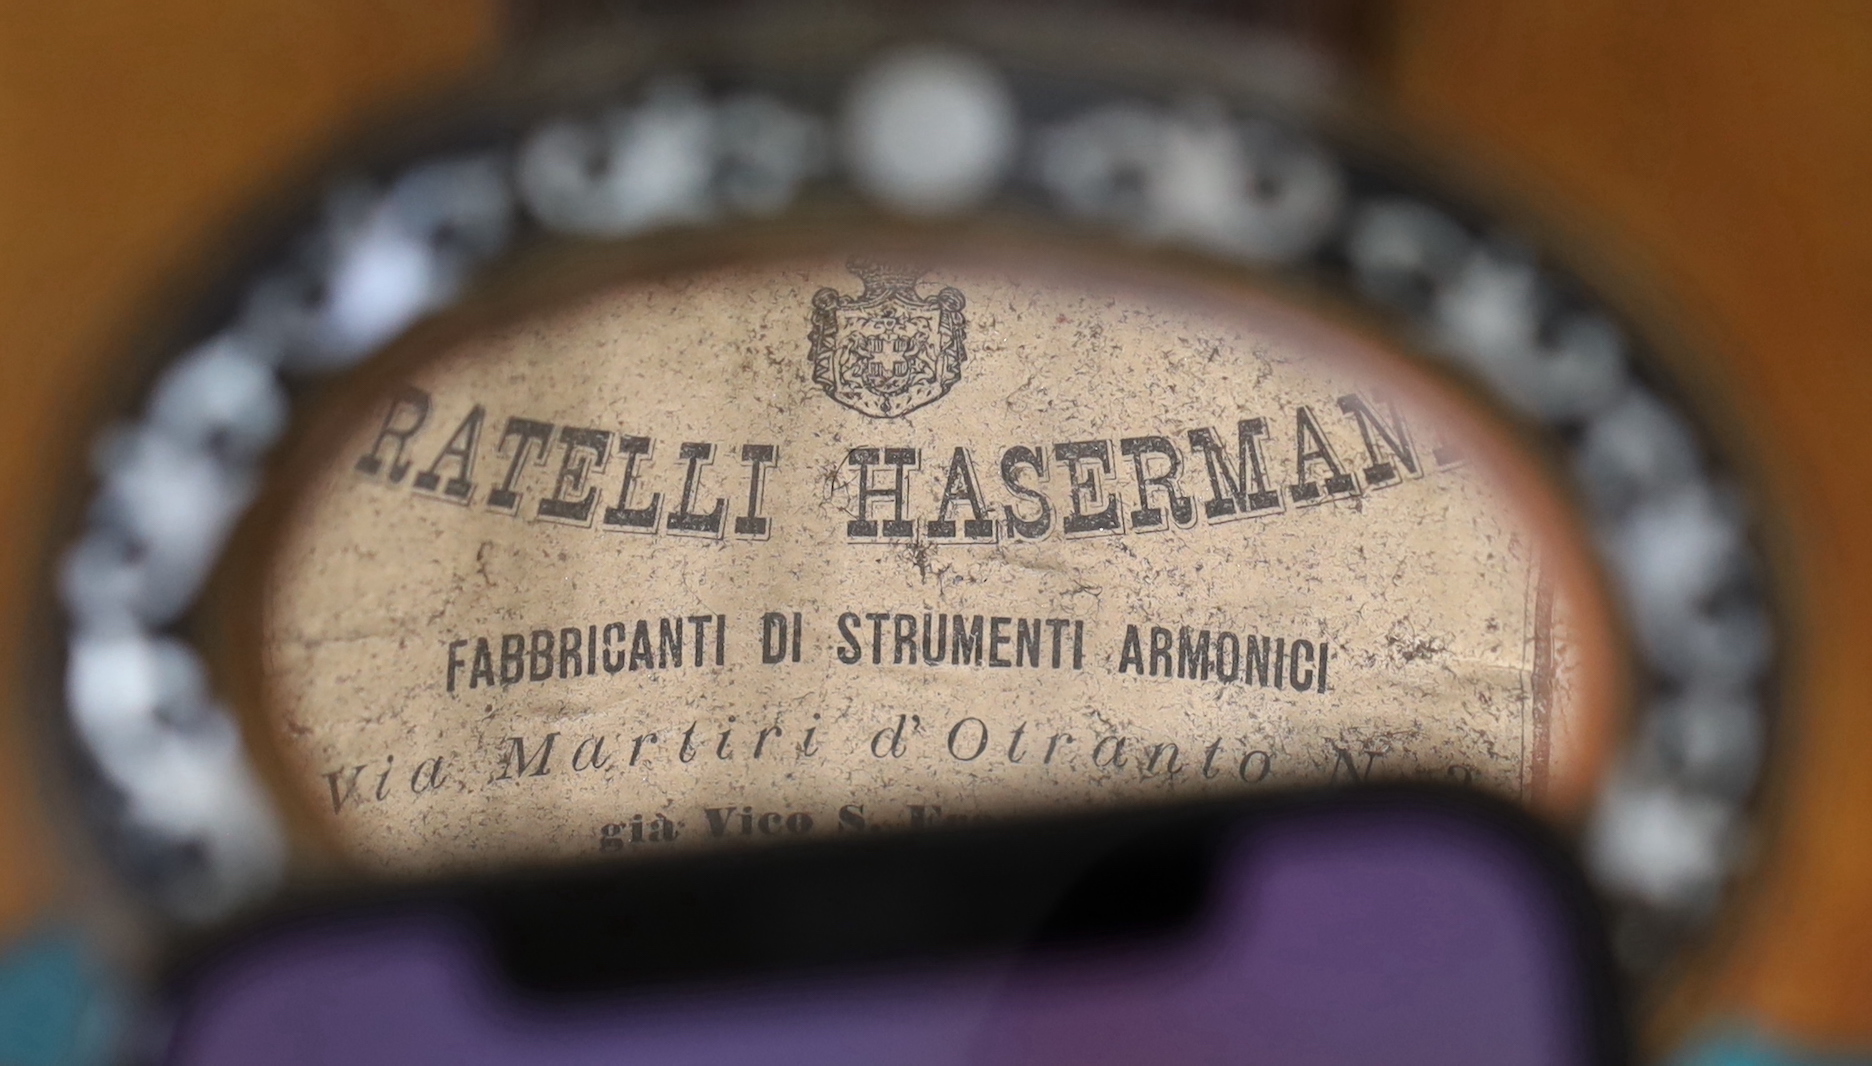 RATELLI HASERMAN
FABBRICANTI DI STRUMENTI ARMONICI
Via Martiri d'Otranto N.
già Vico S.